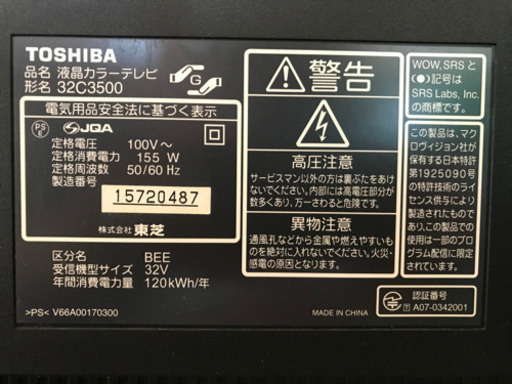 TOSHIBA
品名 液晶カラーテレビ
形名 32C3500
G
電気用品安全法に基づく表示
PS
E
JQA
定格電圧 100V～
定格消費電力 155 W
定格周波数 50/60 Hz
製造番号
15720487
株式会社 東芝
区分名 BEE
受信機型サイズ 32V
年間消費電力量 120kWh/年
>PS< V66A00170300
警告
高圧注意
サービスマン以外の方は裏ぶたをあけ
ないでください。内部には高電圧部分が
数多くあり、万一さわると危険です。
異物注意
通風孔などから金属や燃えやすいもの
を絶対に入れないでください。火災・
感電の原因になります。
MADE IN CHINA
WOW, SRSと
(●)記号は
SRS Labs, Inc.
の商標です。
この製品は、マク
ロヴィジョン社が
保有する日本特許
第1925090号
の特許技術のライ
センス供与により
製造されたもので
あり、この製品での
使用は一部のプロ
グラム配信に限定
されています。
認証番号
T A07-0342001